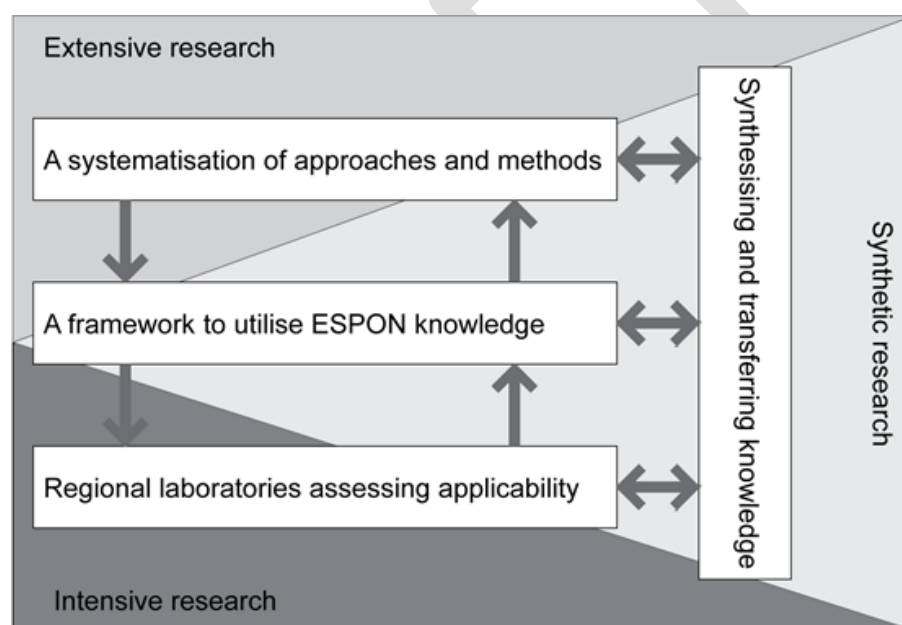 Extensive research
A systematisation of approaches and methods
A framework to utilise ESPON knowledge
Regional laboratories assessing applicability
Intensive research
Synthesising and transferring knowledge
Synthetic research